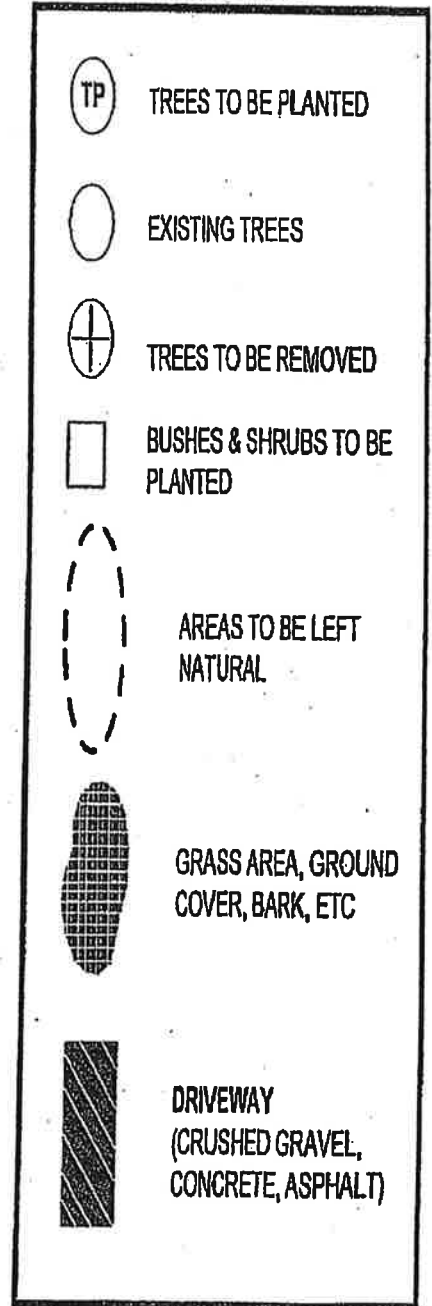 TP TREES TO BE PLANTED
EXISTING TREES
TREES TO BE REMOVED
BUSHES & SHRUBS TO BE
PLANTED
AREAS TO BE LEFT
NATURAL
GRASS AREA, GROUND
COVER, BARK, ETC
DRIVEWAY
(CRUSHED GRAVEL,
CONCRETE, ASPHALT)